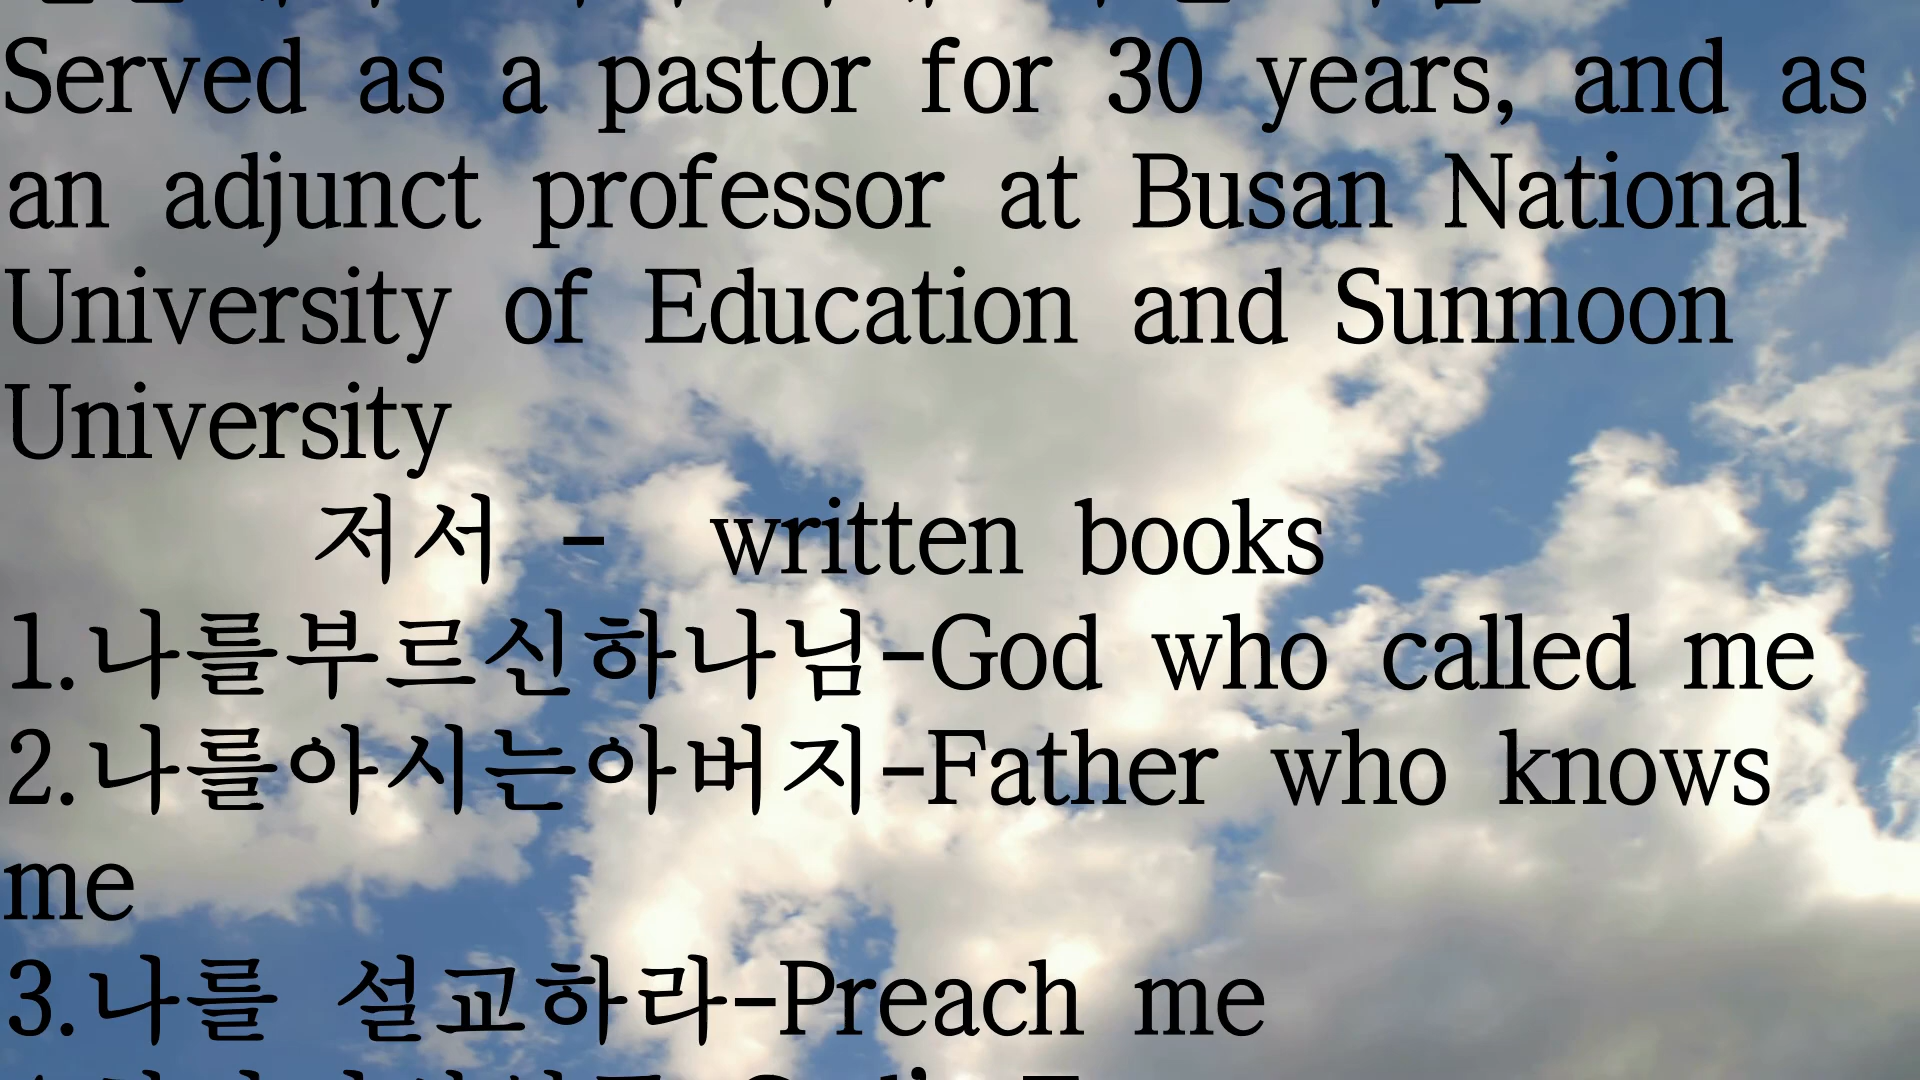 Served as a pastor for 30 years, and as
an adjunct professor at Busan National
University of Education and Sunmoon
University
저서 - written books
1.나를부르신하나님-God who called me
2.나를아시는아버지-Father who knows
me
3.나를 설교하라-Preach me